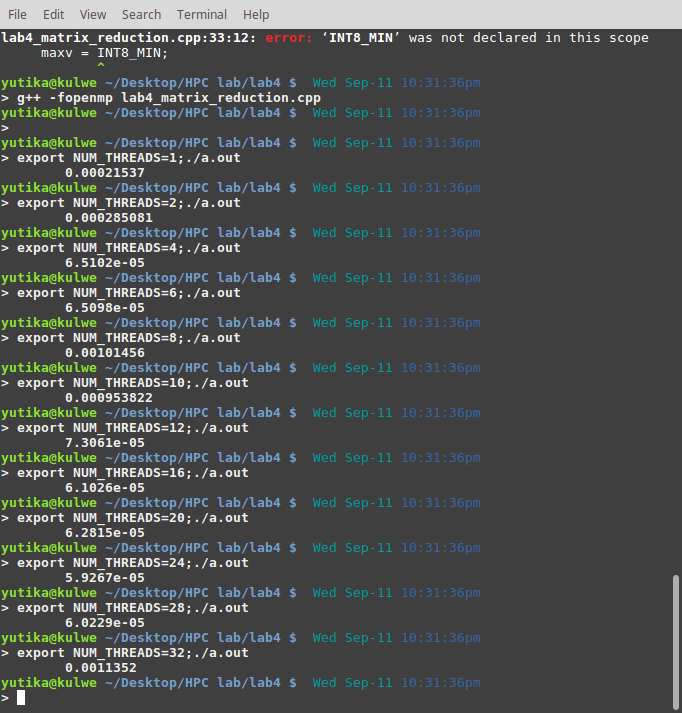 File Edit View Search Terminal Help
lab4_matrix_reduction.cpp:33:12: error: ‘INT8_MIN’ was not declared in this scope
maxv = INT8_MIN;
^
yutika@kulwe ~/Desktop/HPC lab/lab4 $ Wed Sep-11 10:31:36pm
> g++ -fopenmp lab4_matrix_reduction.cpp
yutika@kulwe ~/Desktop/HPC lab/lab4 $ Wed Sep-11 10:31:36pm
>
yutika@kulwe ~/Desktop/HPC lab/lab4 $ Wed Sep-11 10:31:36pm
> export NUM_THREADS=1;./a.out
0.00021537
yutika@kulwe ~/Desktop/HPC lab/lab4 $ Wed Sep-11 10:31:36pm
> export NUM_THREADS=2;./a.out
0.000285081
yutika@kulwe ~/Desktop/HPC lab/lab4 $ Wed Sep-11 10:31:36pm
> export NUM_THREADS=4;./a.out
6.5102e-05
yutika@kulwe ~/Desktop/HPC lab/lab4 $ Wed Sep-11 10:31:36pm
> export NUM_THREADS=6;./a.out
6.5098e-05
yutika@kulwe ~/Desktop/HPC lab/lab4 $ Wed Sep-11 10:31:36pm
> export NUM_THREADS=8;./a.out
0.00101456
yutika@kulwe ~/Desktop/HPC lab/lab4 $ Wed Sep-11 10:31:36pm
> export NUM_THREADS=10;./a.out
0.000953822
yutika@kulwe ~/Desktop/HPC lab/lab4 $ Wed Sep-11 10:31:36pm
> export NUM_THREADS=12;./a.out
7.3061e-05
yutika@kulwe ~/Desktop/HPC lab/lab4 $ Wed Sep-11 10:31:36pm
> export NUM_THREADS=16;./a.out
6.1026e-05
yutika@kulwe ~/Desktop/HPC lab/lab4 $ Wed Sep-11 10:31:36pm
> export NUM_THREADS=20;./a.out
6.2815e-05
yutika@kulwe ~/Desktop/HPC lab/lab4 $ Wed Sep-11 10:31:36pm
> export NUM_THREADS=24;./a.out
5.9267e-05
yutika@kulwe ~/Desktop/HPC lab/lab4 $ Wed Sep-11 10:31:36pm
> export NUM_THREADS=28;./a.out
6.0229e-05
yutika@kulwe ~/Desktop/HPC lab/lab4 $ Wed Sep-11 10:31:36pm
> export NUM_THREADS=32;./a.out
0.0011352
yutika@kulwe ~/Desktop/HPC lab/lab4 $ Wed Sep-11 10:31:36pm
>